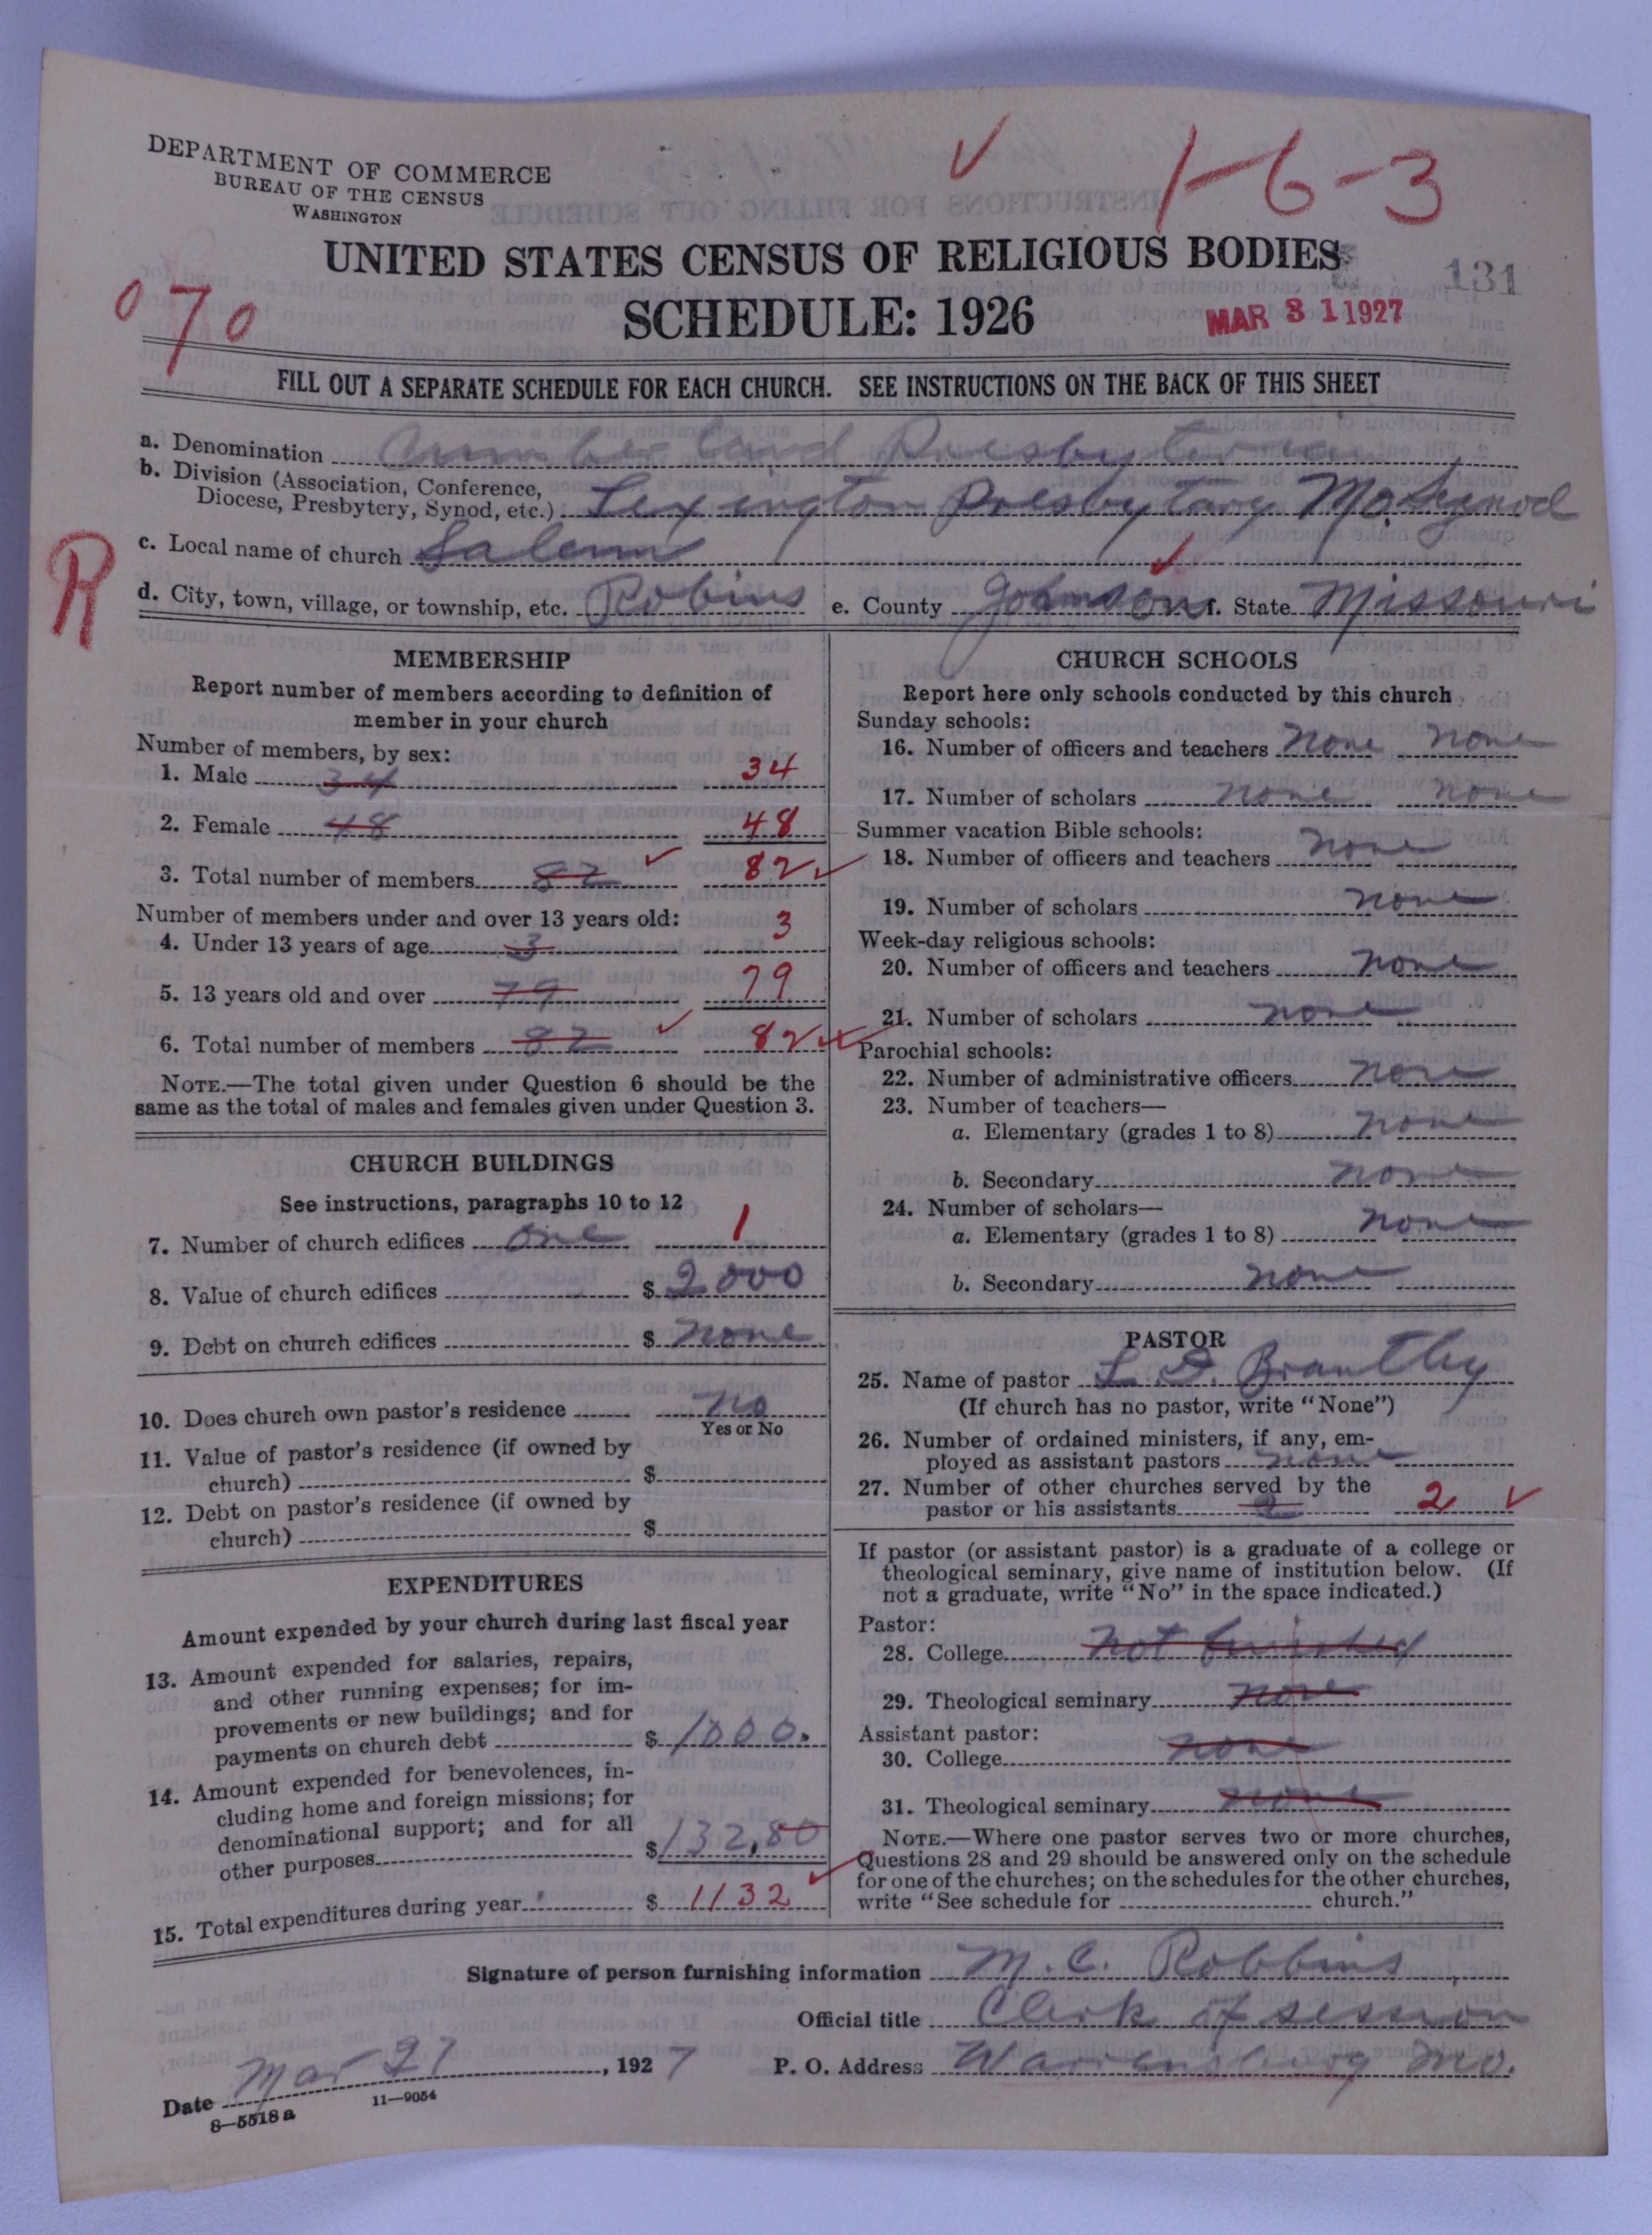 DEPARTMENT OF COMMERCE
BUREAU OF THE CENSUS
WASHINGTON
1-6-3
UNITED STATES CENSUS OF RELIGIOUS BODIES
SCHEDULE: 1926
131
MAR 31 1927
070
FILL OUT A SEPARATE SCHEDULE FOR EACH CHURCH. SEE INSTRUCTIONS ON THE BACK OF THIS SHEET
a. Denomination Cumberland Presbyterian
b. Division (Association, Conference,
Diocese, Presbytery, Synod, etc.) Lexington Presbytary Mo. Synod
R
c. Local name of church Salem
d. City, town, village, or township, etc. Robins e. County Johnson f. State Missouri
MEMBERSHIP
Report number of members according to definition of
member in your church
Number of members, by sex:
1. Male 34 34
2. Female 48 48
3. Total number of members 82 82
Number of members under and over 13 years old:
4. Under 13 years of age 3 3
5. 13 years old and over 79 79
6. Total number of members 82 82
NOTE.—The total given under Question 6 should be the
same as the total of males and females given under Question 3.
CHURCH BUILDINGS
See instructions, paragraphs 10 to 12
7. Number of church edifices one 1
8. Value of church edifices $ 2000
9. Debt on church edifices $ none
10. Does church own pastor's residence No
Yes or No
11. Value of pastor's residence (if owned by
church) $
12. Debt on pastor's residence (if owned by
church) $
EXPENDITURES
Amount expended by your church during last fiscal year
13. Amount expended for salaries, repairs,
and other running expenses; for im-
provements or new buildings; and for
payments on church debt $ 1000.
14. Amount expended for benevolences, in-
cluding home and foreign missions; for
denominational support; and for all
other purposes $ 132.80
15. Total expenditures during year $ 1132
CHURCH SCHOOLS
Report here only schools conducted by this church
Sunday schools:
16. Number of officers and teachers none none
17. Number of scholars none none
Summer vacation Bible schools:
18. Number of officers and teachers none
19. Number of scholars none
Week-day religious schools:
20. Number of officers and teachers none
21. Number of scholars none
Parochial schools:
22. Number of administrative officers none
23. Number of teachers—
a. Elementary (grades 1 to 8) none
b. Secondary none
24. Number of scholars—
a. Elementary (grades 1 to 8) none
b. Secondary none
PASTOR
25. Name of pastor Brantley
(If church has no pastor, write "None")
26. Number of ordained ministers, if any, em-
ployed as assistant pastors none
27. Number of other churches served by the
pastor or his assistants 2 2
If pastor (or assistant pastor) is a graduate of a college or
theological seminary, give name of institution below. (If
not a graduate, write "No" in the space indicated.)
Pastor:
28. College not finished
29. Theological seminary none
Assistant pastor:
30. College none
31. Theological seminary none
NOTE.—Where one pastor serves two or more churches,
Questions 28 and 29 should be answered only on the schedule
for one of the churches; on the schedules for the other churches,
write "See schedule for church."
Signature of person furnishing information M. C. Robbins
Official title Clerk of session
Date Mar 27, 1927 P. O. Address Warrensburg Mo.
8—5518 a 11—9054